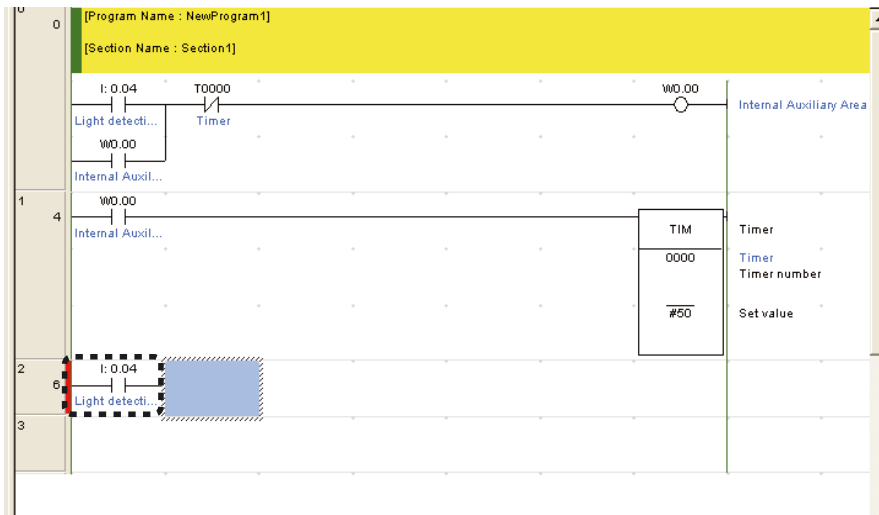 0
0
[Program Name : NewProgram1]
[Section Name : Section1]
I: 0.04
T0000
W0.00
Light detecti...
Timer
Internal Auxiliary Area
W0.00
Internal Auxil...
1
4
W0.00
Internal Auxil...
TIM
Timer
0000
Timer
Timer number
#50
Set value
2
6
I: 0.04
Light detecti...
3